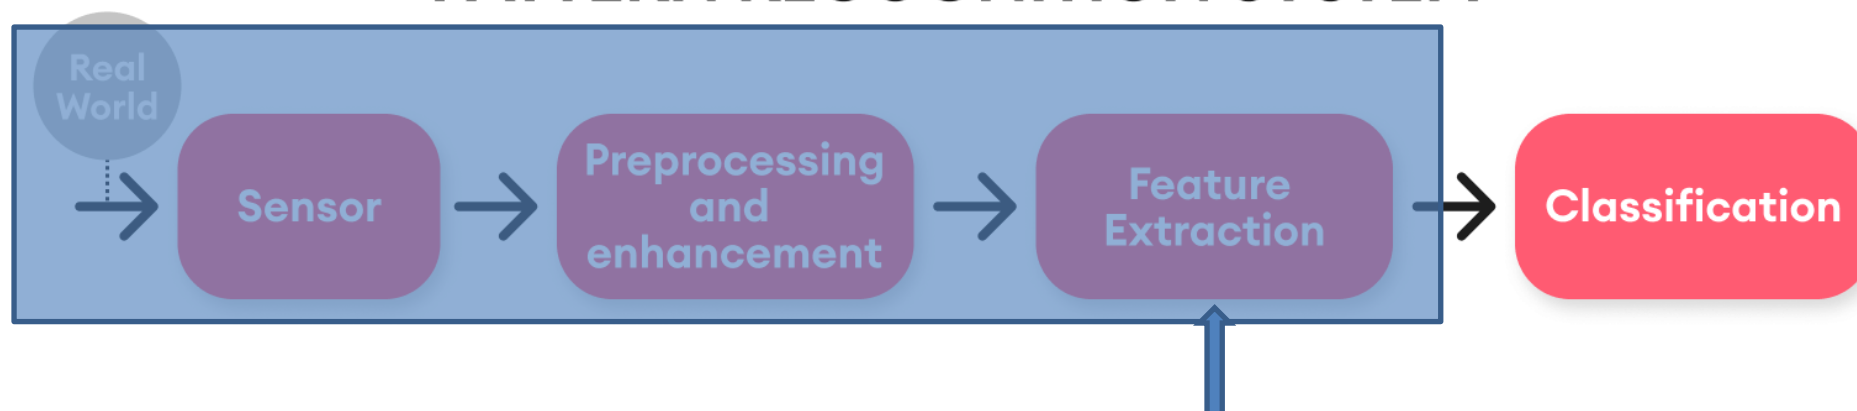 Real
World
Sensor
Preprocessing
and
enhancement
Feature
Extraction
Classification